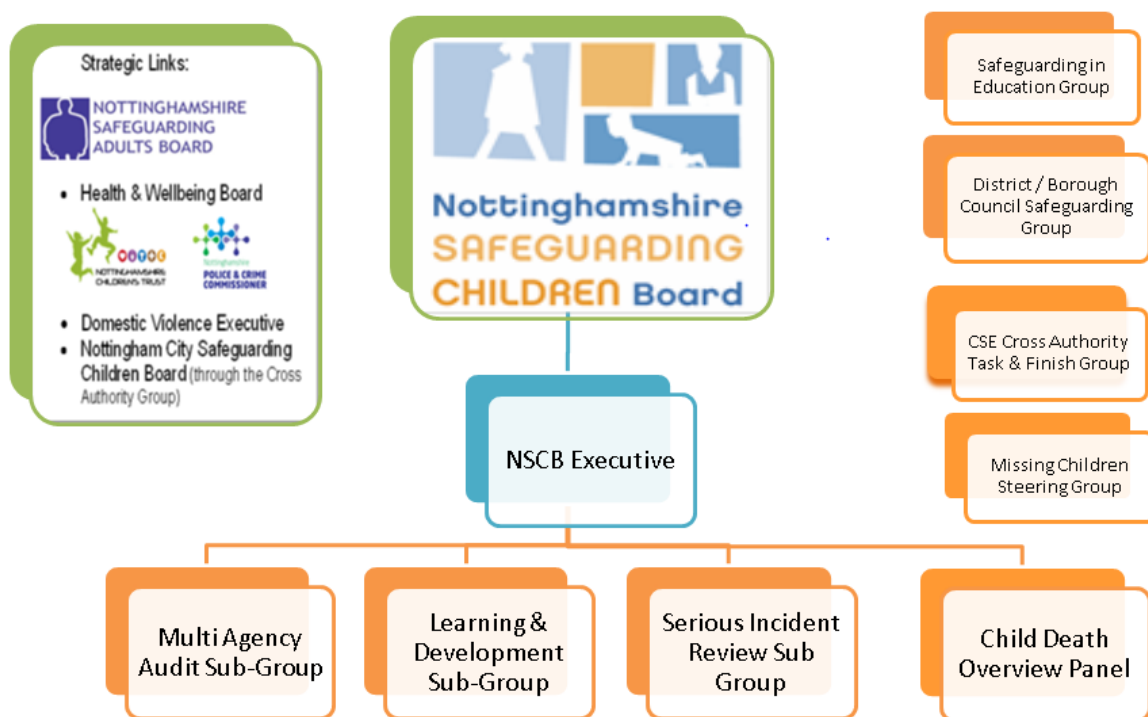 Strategic Links:
NOTTINGHAMSHIRE
SAFEGUARDING
ADULTS BOARD
• Health & Wellbeing Board
NOTTINGHAMSHIRE
CHILDREN'S TRUST
Nottinghamshire
POLICE & CRIME
COMMISSIONER
• Domestic Violence Executive
• Nottingham City Safeguarding
Children Board (through the Cross
Authority Group)
Nottinghamshire
SAFEGUARDING
CHILDREN Board
Safeguarding in
Education Group
District / Borough
Council Safeguarding
Group
CSE Cross Authority
Task & Finish Group
Missing Children
Steering Group
NSCB Executive
Multi Agency
Audit Sub-Group
Learning &
Development
Sub-Group
Serious Incident
Review Sub
Group
Child Death
Overview Panel